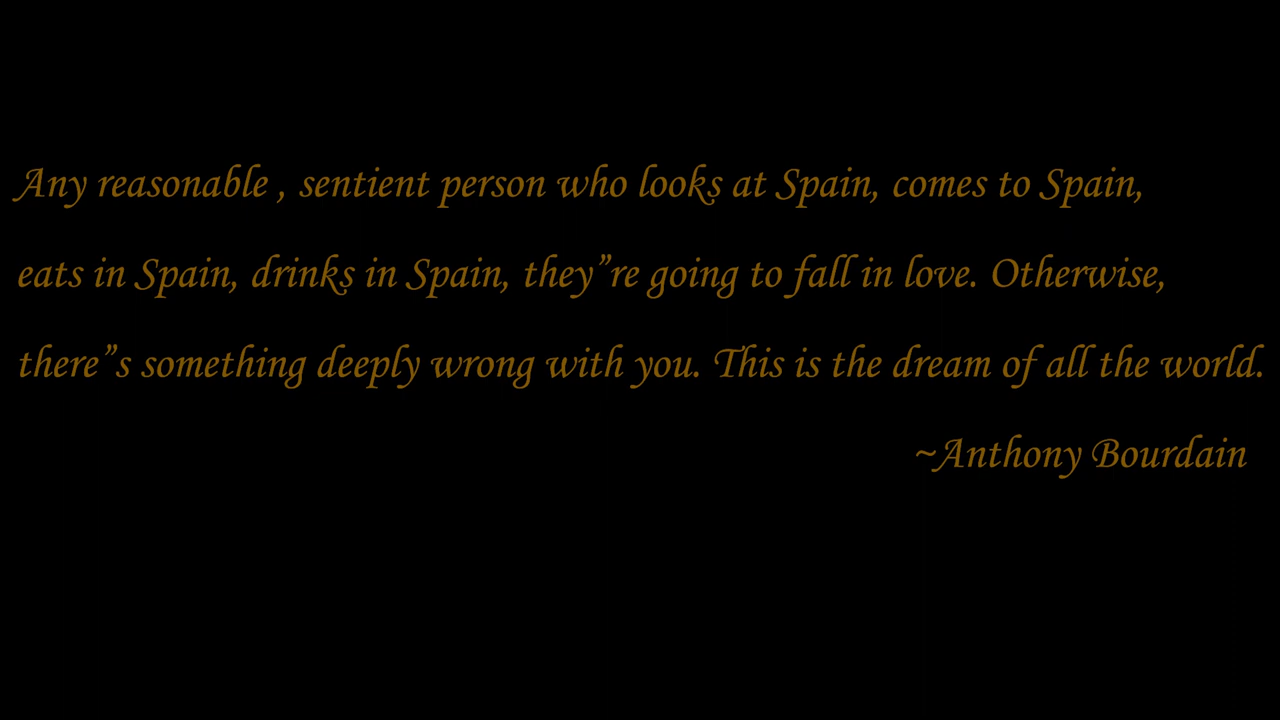 Any reasonable , sentient person who looks at Spain, comes to Spain,
eats in Spain, drinks in Spain, they”re going to fall in love. Otherwise,
there”s something deeply wrong with you. This is the dream of all the world.
~Anthony Bourdain